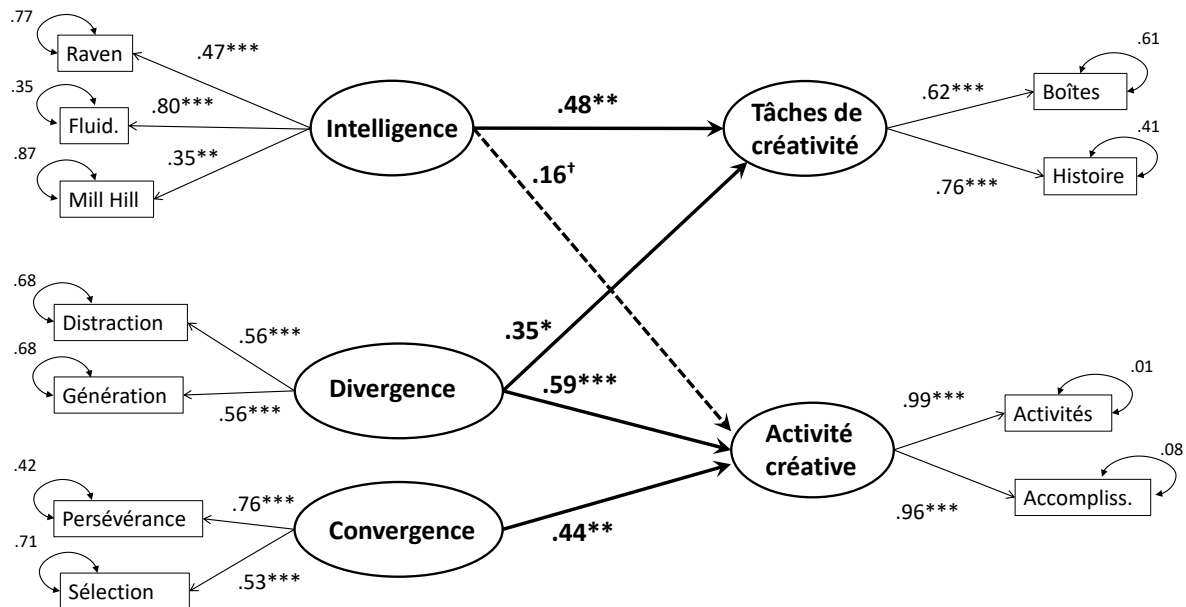 .77
Raven
.47***
.35
Fluid.
.80***
.87
Mill Hill
.35**
Intelligence
.48**
.16†
Tâches de
créativité
.62***
Boîtes
.61
.76***
Histoire
.41
.68
Distraction
.56***
.68
Génération
.56***
Divergence
.35*
.59***
.42
Persévérance
.76***
.71
Sélection
.53***
Convergence
.44**
Activité
créative
.99***
Activités
.01
.96***
Accompliss.
.08